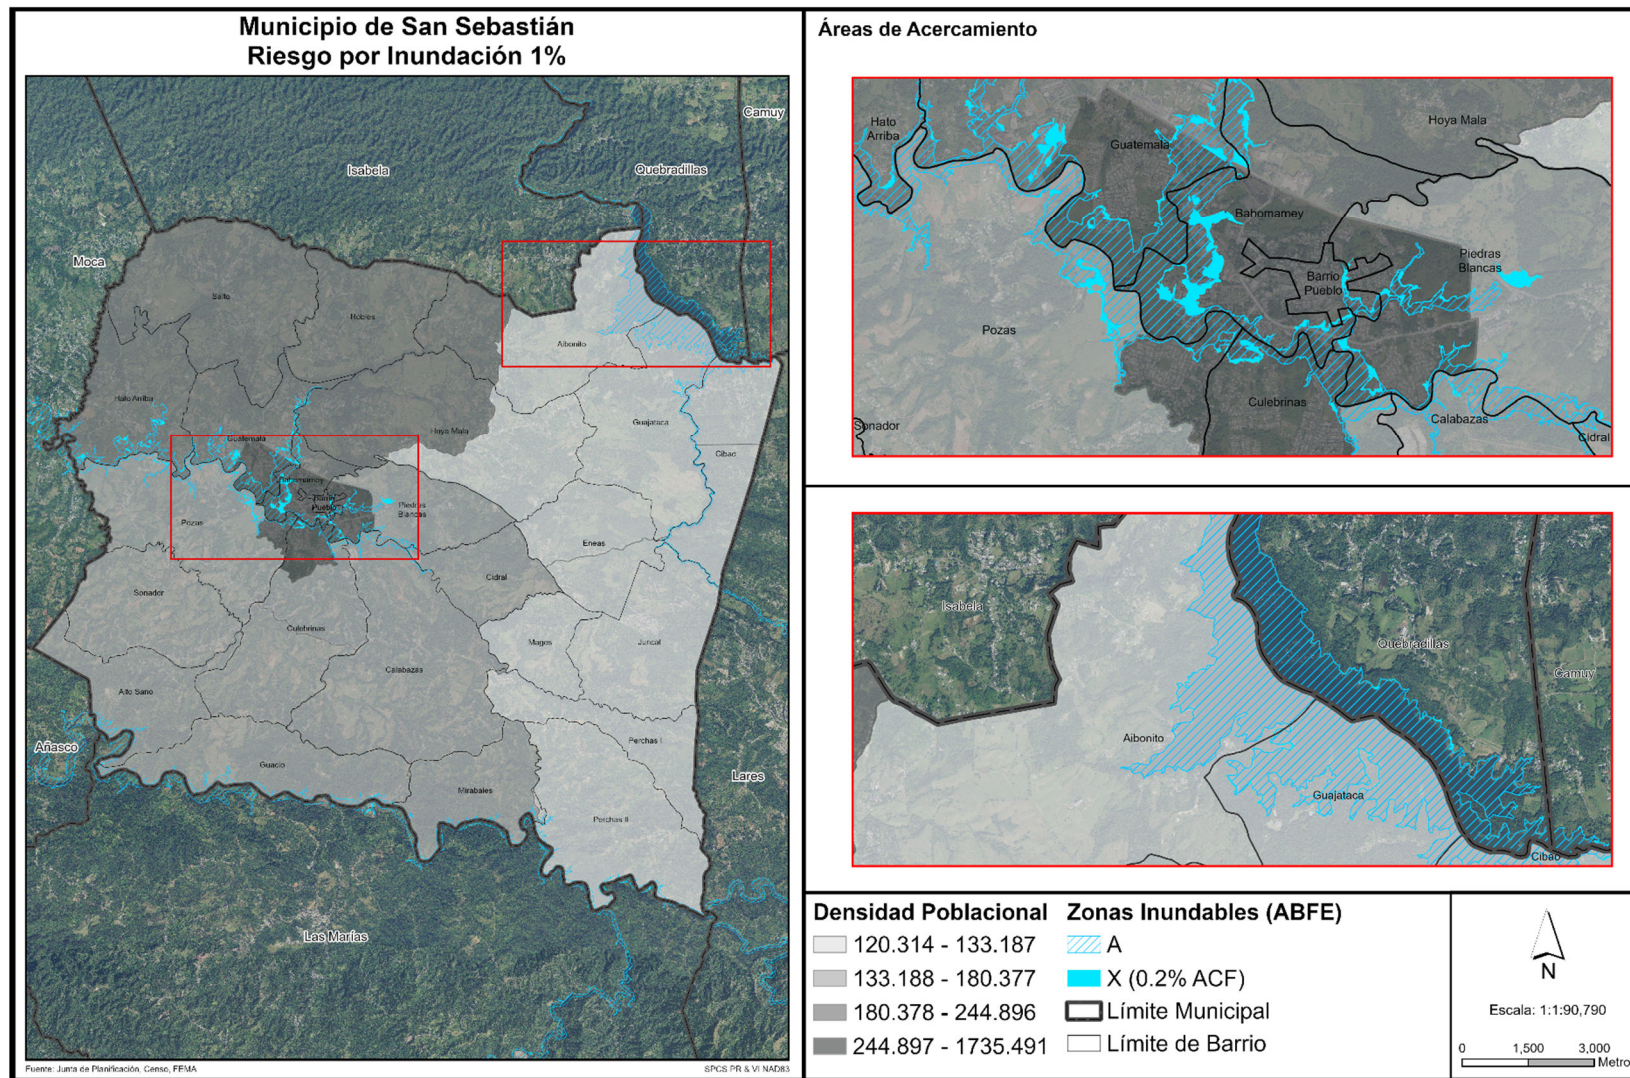 Municipio de San Sebastián
Riesgo por Inundación 1%
Camuy
Isabela
Quebradillas
Moca
Salto
Robles
Aibonito
Hato Arriba
Guatemala
Hoya Mala
Guajataca
Cibao
Bahomamey
Barrio
Pueblo
Piedras
Blancas
Pozas
Eneas
Cidral
Sonador
Culebrinas
Magos
Juncal
Calabazas
Alto Sano
Perchas I
Añasco
Guacio
Lares
Mirabales
Perchas II
Las Marías
Fuente: Junta de Planificación, Censo, FEMA
SPCS PR & VI NAD83
Áreas de Acercamiento
Hato
Arriba
Guatemala
Hoya Mala
Bahomamey
Piedras
Blancas
Barrio
Pueblo
Pozas
Culebrinas
Calabazas
Sonador
Cidral
Isabela
Quebradillas
Camuy
Aibonito
Guajataca
Cibao
Densidad Poblacional
120.314 - 133.187
133.188 - 180.377
180.378 - 244.896
244.897 - 1735.491
Zonas Inundables (ABFE)
A
X (0.2% ACF)
Límite Municipal
Límite de Barrio
N
Escala: 1:1:90,790
0 1,500 3,000
Metro